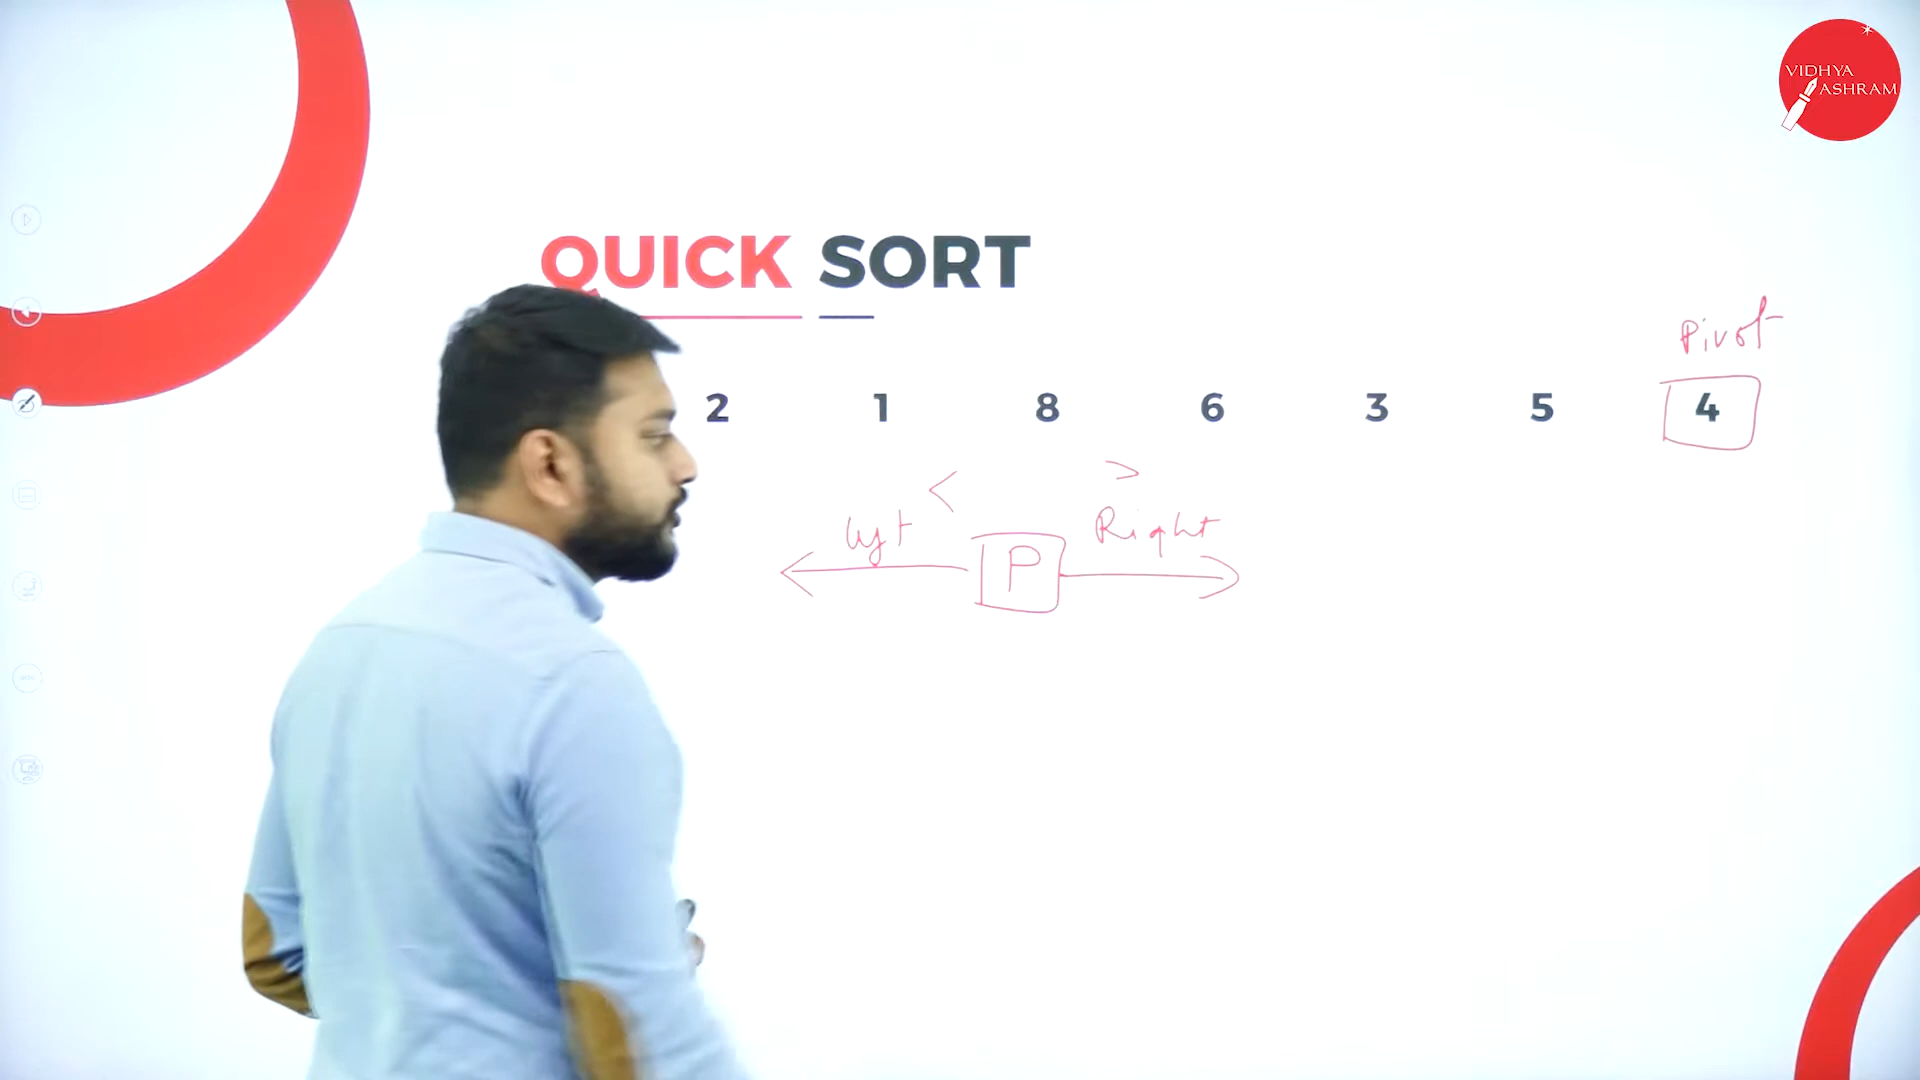 VIDHYA
ASHRAM
QUICK SORT
Pivot
2 1 8 6 3 5 4
< >
left Right
P